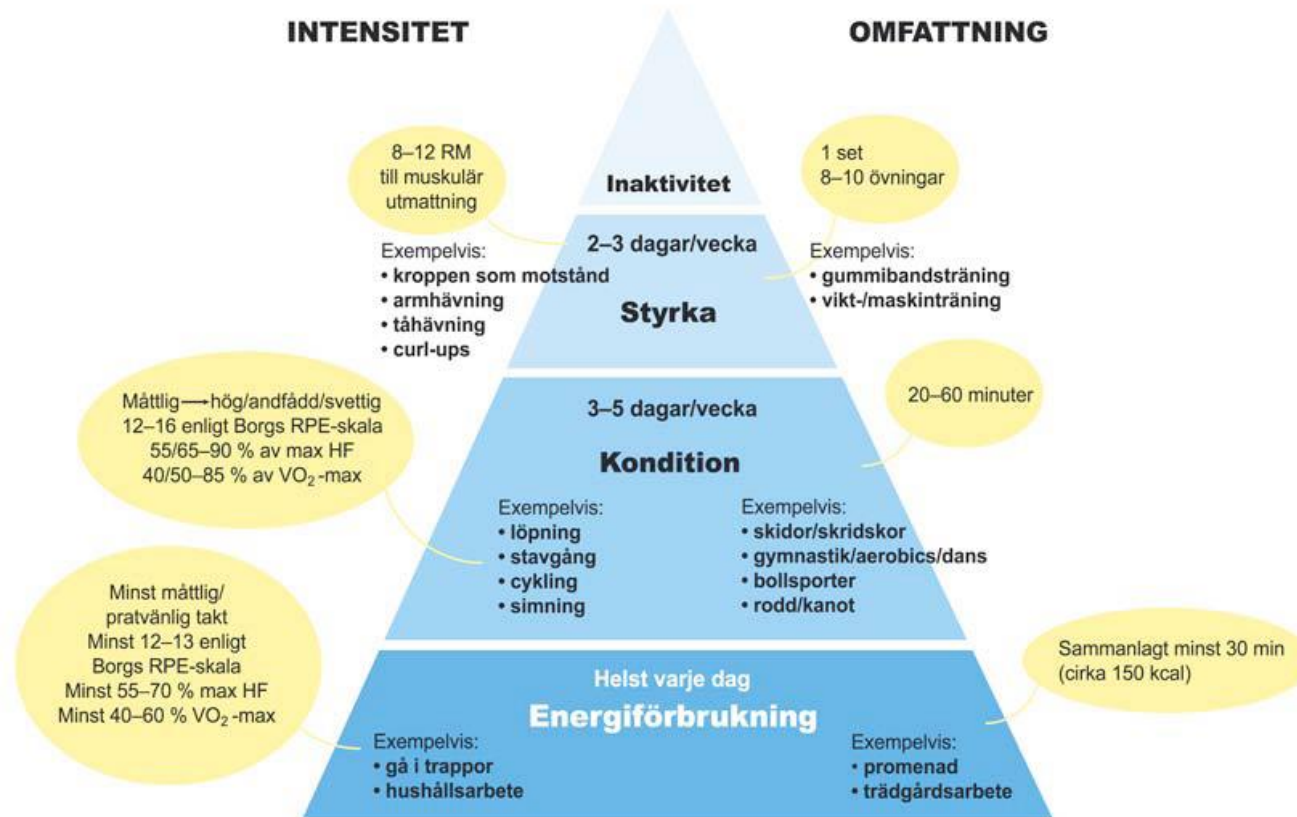 INTENSITET
OMFATTNING
8–12 RM
till muskulär
utmattning
1 set
8–10 övningar
Inaktivitet
2–3 dagar/vecka
Styrka
Exempelvis:
• kroppen som motstånd
• armhävning
• tåhävning
• curl-ups
Exempelvis:
• gummibandsträning
• vikt-/maskinträning
Måttlig→hög/andfådd/svettig
12–16 enligt Borgs RPE-skala
55/65–90 % av max HF
40/50–85 % av VO₂-max
3–5 dagar/vecka
Kondition
20–60 minuter
Exempelvis:
• löpning
• stavgång
• cykling
• simning
Exempelvis:
• skidor/skridskor
• gymnastik/aerobics/dans
• bollsporter
• rodd/kanot
Minst måttlig/
pratvänlig takt
Minst 12–13 enligt
Borgs RPE-skala
Minst 55–70 % max HF
Minst 40–60 % VO₂-max
Helst varje dag
Energiförbrukning
Sammanlagt minst 30 min
(cirka 150 kcal)
Exempelvis:
• gå i trappor
• hushållsarbete
Exempelvis:
• promenad
• trädgårdsarbete